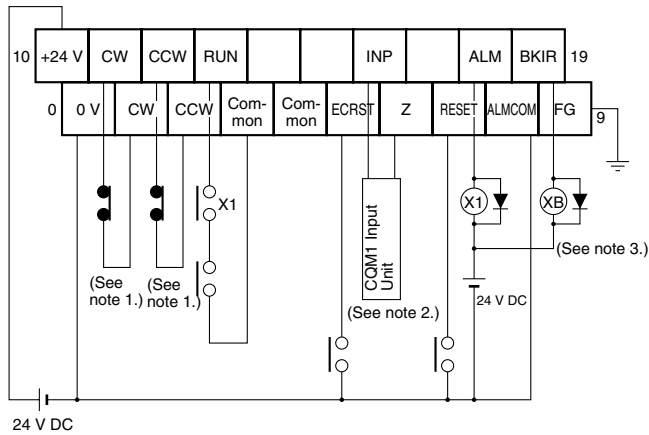 10 +24 V CW CCW RUN INP ALM BKIR 19
0 0 V CW CCW Com-
mon Com-
mon ECRST Z RESET ALMCOM FG 9
X1
X1
XB
(See
note 1.)
(See
note 1.)
CQM1 Input
Unit
(See note 2.)
(See note 3.)
24 V DC
24 V DC